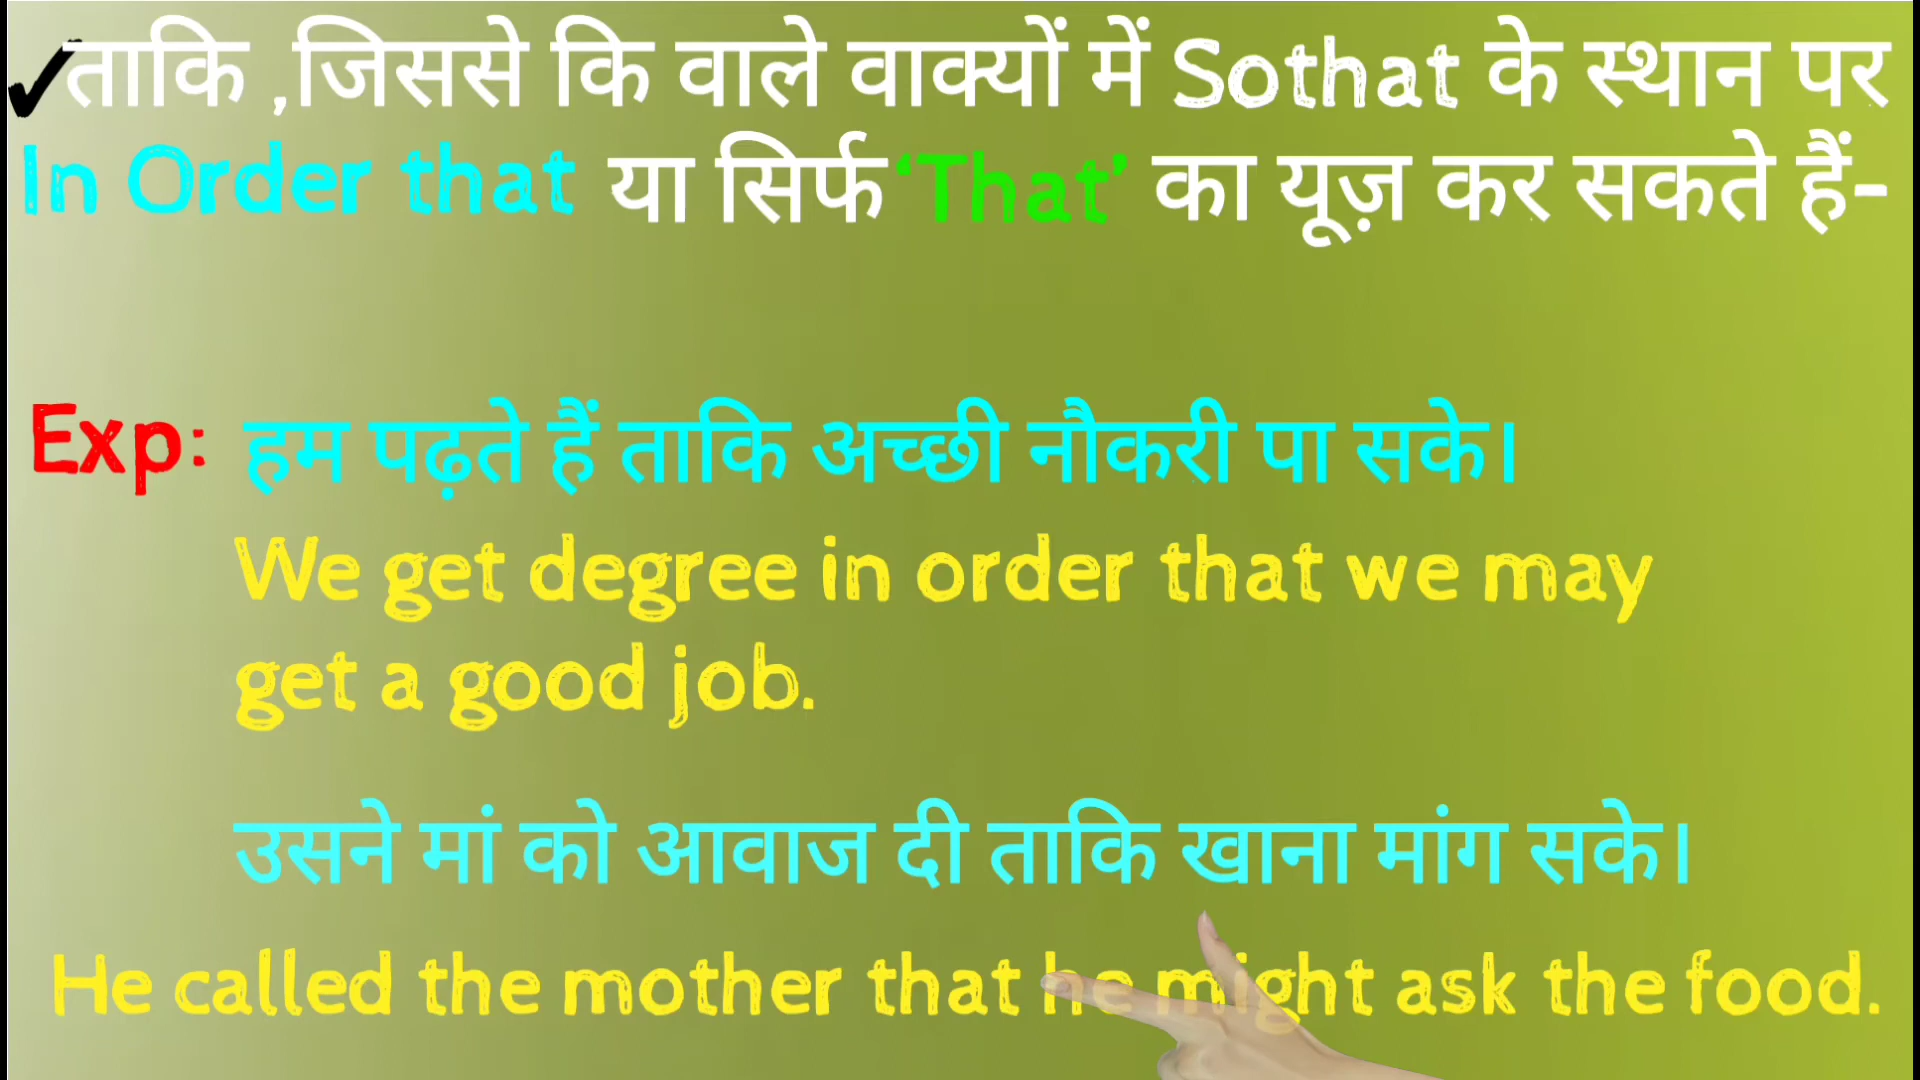 ✓ताकि ,जिससे कि वाले वाक्यों में Sothat के स्थान पर
In Order that या सिर्फ 'That' का यूज़ कर सकते हैं-
Exp: हम पढ़ते हैं ताकि अच्छी नौकरी पा सके।
We get degree in order that we may
get a good job.
उसने मां को आवाज दी ताकि खाना मांग सके।
He called the mother that he might ask the food.